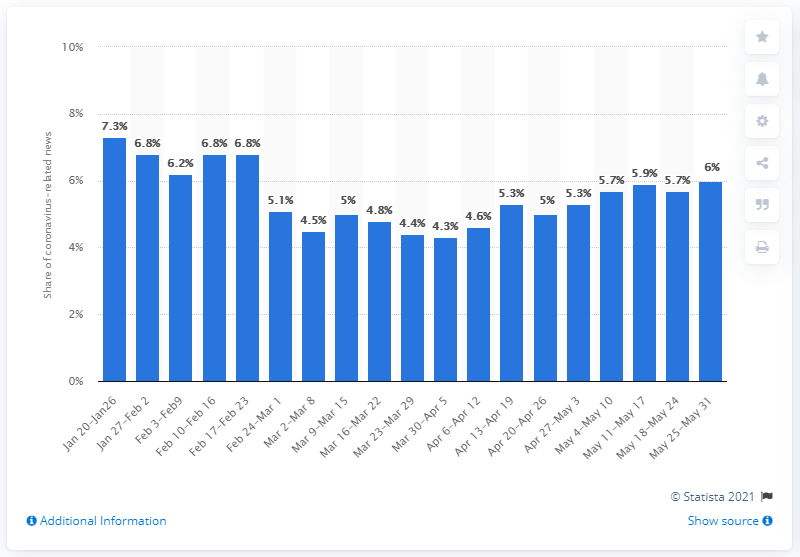 10%
8%
6%
4%
2%
0%
Share of coronavirus-related news
7.3%
6.8%
6.2%
6.8%
6.8%
5.1%
4.5%
5%
4.8%
4.4%
4.3%
4.6%
5.3%
5%
5.3%
5.7%
5.9%
5.7%
6%
Jan 20–Jan26
Jan 27–Feb 2
Feb 3–Feb9
Feb 10–Feb 16
Feb 17–Feb 23
Feb 24–Mar 1
Mar 2–Mar 8
Mar 9–Mar 15
Mar 16–Mar 22
Mar 23–Mar 29
Mar 30–Apr 5
Apr 6–Apr 12
Apr 13–Apr 19
Apr 20–Apr 26
Apr 27–May 3
May 4–May 10
May 11–May 17
May 18–May 24
May 25–May 31
© Statista 2021
Additional Information
Show source